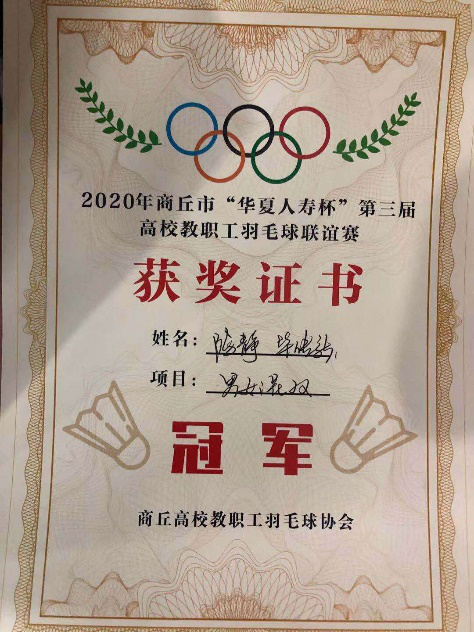 2020年商丘市“华夏人寿杯”第三届
高校教职工羽毛球联谊赛
获奖证书
姓名：静
项目：男女混双
冠军
商丘高校教职工羽毛球协会